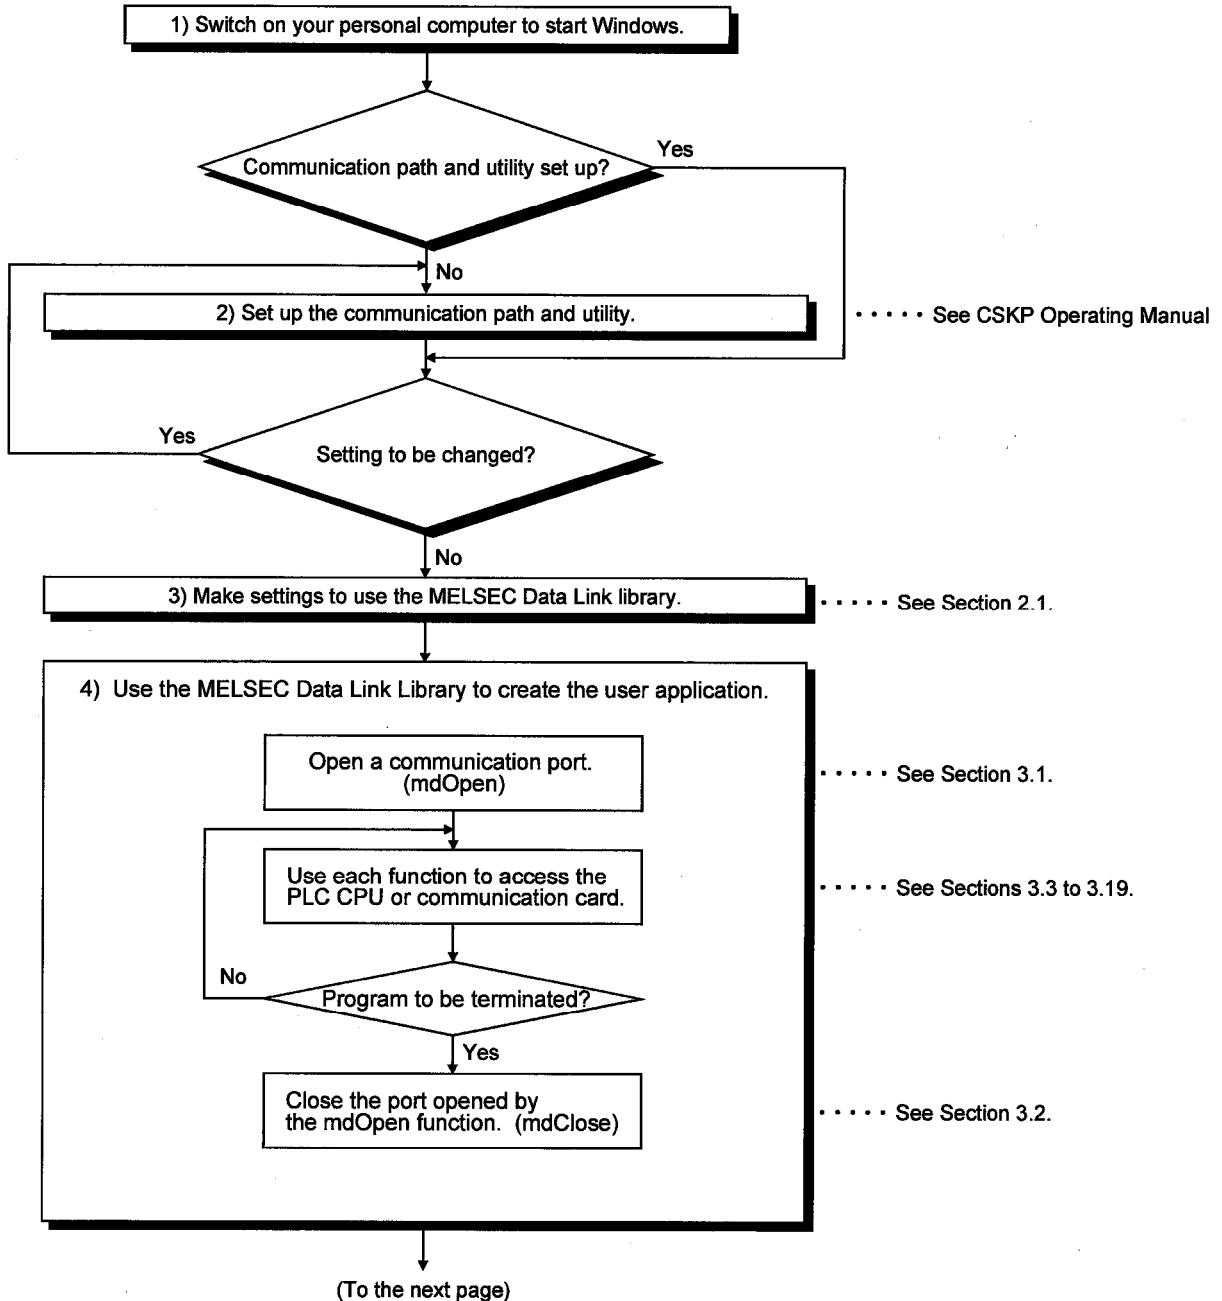 1) Switch on your personal computer to start Windows.
Communication path and utility set up?
Yes
No
2) Set up the communication path and utility.
· · · · · See CSKP Operating Manual
Yes
Setting to be changed?
No
3) Make settings to use the MELSEC Data Link library.
· · · · · See Section 2.1.
4) Use the MELSEC Data Link Library to create the user application.
Open a communication port.
(mdOpen)
· · · · · See Section 3.1.
Use each function to access the
PLC CPU or communication card.
· · · · · See Sections 3.3 to 3.19.
No
Program to be terminated?
Yes
Close the port opened by
the mdOpen function. (mdClose)
· · · · · See Section 3.2.
(To the next page)